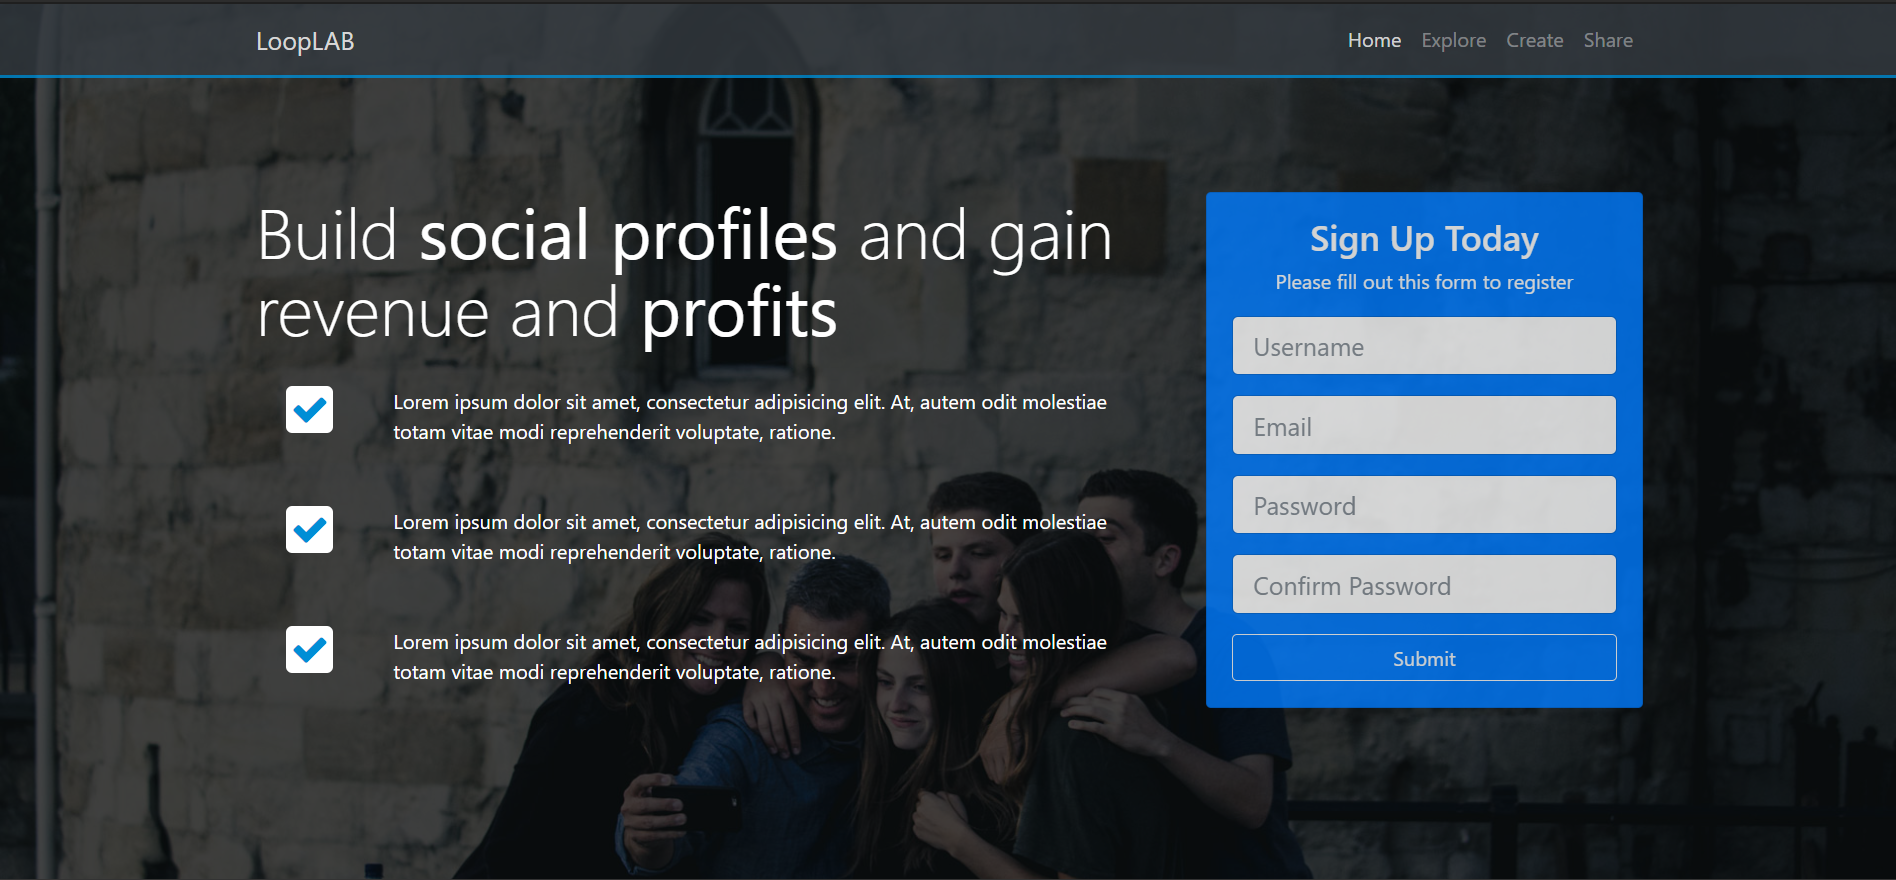 LoopLAB
Home Explore Create Share
Build social profiles and gain
revenue and profits
Lorem ipsum dolor sit amet, consectetur adipisicing elit. At, autem odit molestiae
totam vitae modi reprehenderit voluptate, ratione.
Lorem ipsum dolor sit amet, consectetur adipisicing elit. At, autem odit molestiae
totam vitae modi reprehenderit voluptate, ratione.
Lorem ipsum dolor sit amet, consectetur adipisicing elit. At, autem odit molestiae
totam vitae modi reprehenderit voluptate, ratione.
Sign Up Today
Please fill out this form to register
Username
Email
Password
Confirm Password
Submit